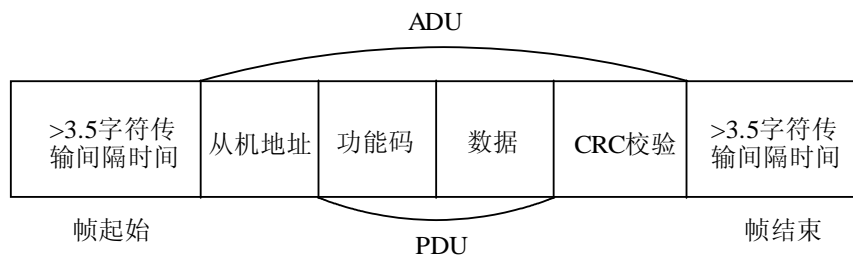 ADU
>3.5字符传
输间隔时间
从机地址
功能码
数据
CRC校验
>3.5字符传
输间隔时间
帧起始
PDU
帧结束